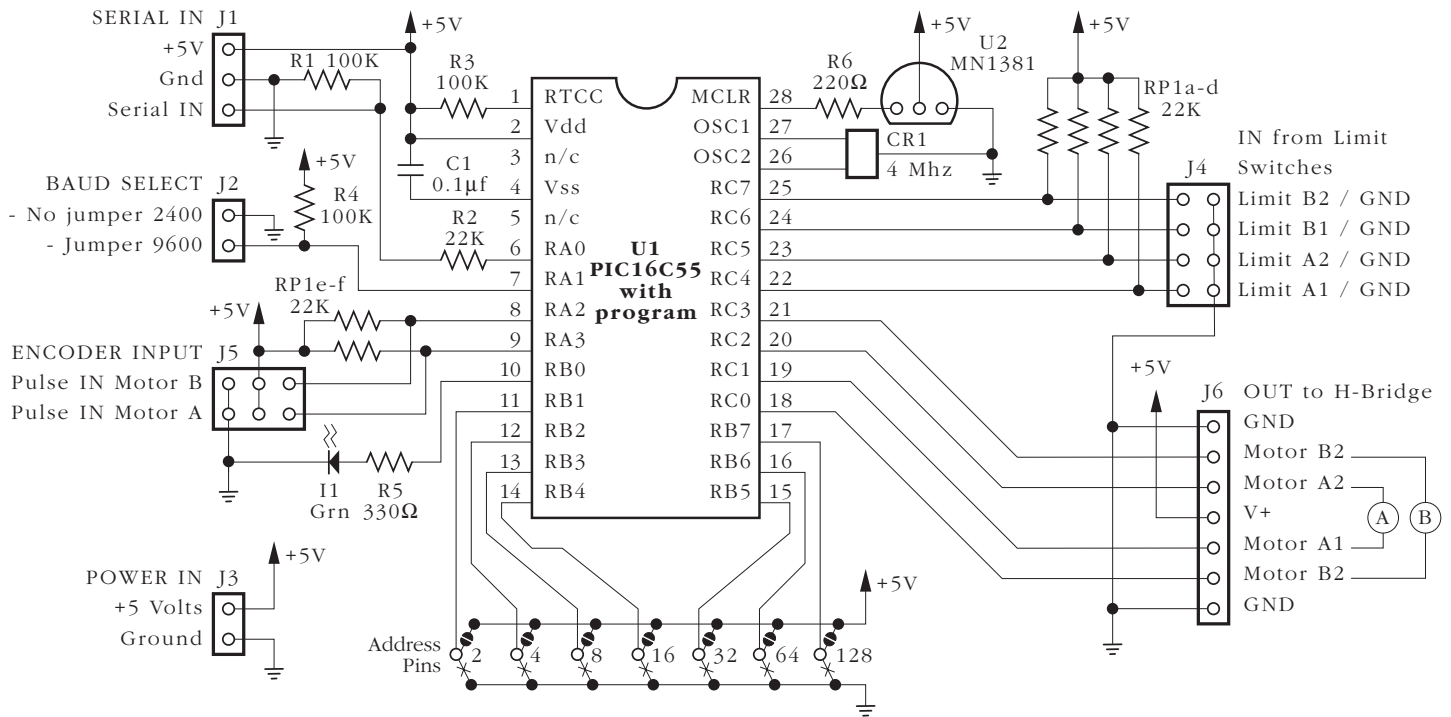 SERIAL IN J1
+5V
Gnd
Serial IN
R1 100K
+5V
R3
100K
C1
0.1µf
R2
22K
BAUD SELECT J2
- No jumper 2400
- Jumper 9600
+5V
R4
100K
RP1e-f
22K
+5V
ENCODER INPUT J5
Pulse IN Motor B
Pulse IN Motor A
I1
Grn
R5
330Ω
POWER IN J3
+5 Volts
Ground
+5V
1 RTCC
2 Vdd
3 n/c
4 Vss
5 n/c
6 RA0
7 RA1
8 RA2
9 RA3
10 RB0
11 RB1
12 RB2
13 RB3
14 RB4
U1
PIC16C55
with
program
MCLR 28
OSC1 27
OSC2 26
RC7 25
RC6 24
RC5 23
RC4 22
RC3 21
RC2 20
RC1 19
RC0 18
RB7 17
RB6 16
RB5 15
R6
220Ω
+5V
U2
MN1381
CR1
4 Mhz
+5V
RP1a-d
22K
IN from Limit
Switches
J4
Limit B2 / GND
Limit B1 / GND
Limit A2 / GND
Limit A1 / GND
+5V
J6 OUT to H-Bridge
GND
Motor B2
Motor A2
V+
Motor A1
Motor B2
GND
A
B
Address
Pins
2 4 8 16 32 64 128
+5V